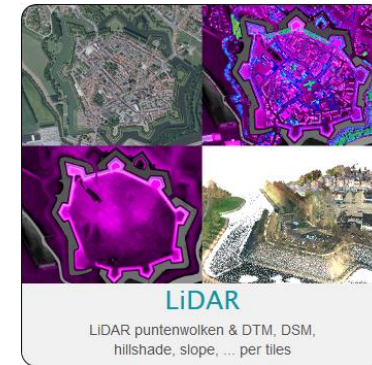 LiDAR
LiDAR puntenwolken & DTM, DSM,
hillshade, slope, ... per tiles